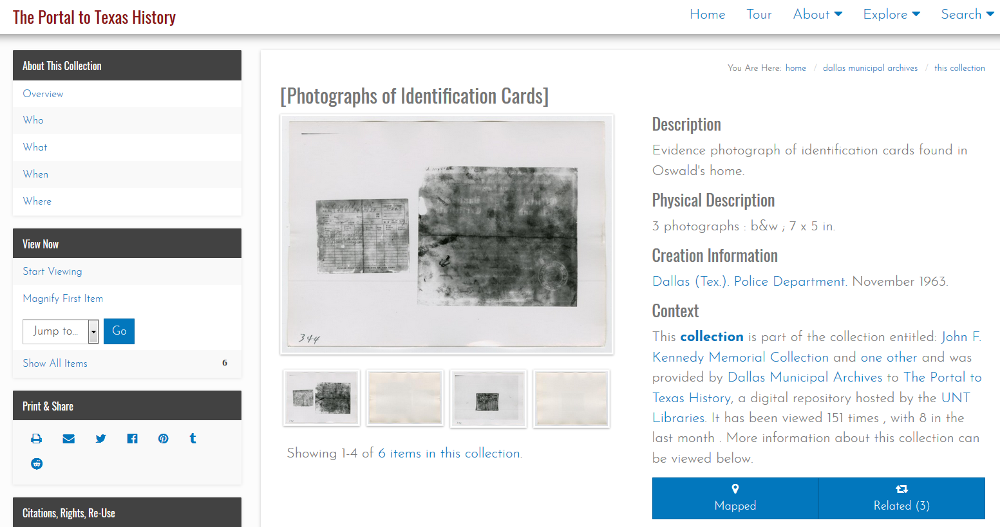 The Portal to Texas History
Home Tour About Explore Search
About This Collection
Overview
Who
What
When
Where
View Now
Start Viewing
Magnify First Item
Jump to... Go
Show All Items 6
Print & Share
Citations, Rights, Re-Use
You Are Here: home / dallas municipal archives / this collection
[Photographs of Identification Cards]
344
Showing 1-4 of 6 items in this collection.
Description
Evidence photograph of identification cards found in
Oswald's home.
Physical Description
3 photographs : b&w ; 7 x 5 in.
Creation Information
Dallas (Tex.). Police Department. November 1963.
Context
This collection is part of the collection entitled: John F.
Kennedy Memorial Collection and one other and was
provided by Dallas Municipal Archives to The Portal to
Texas History, a digital repository hosted by the UNT
Libraries. It has been viewed 151 times , with 8 in the
last month . More information about this collection can
be viewed below.
Mapped
Related (3)